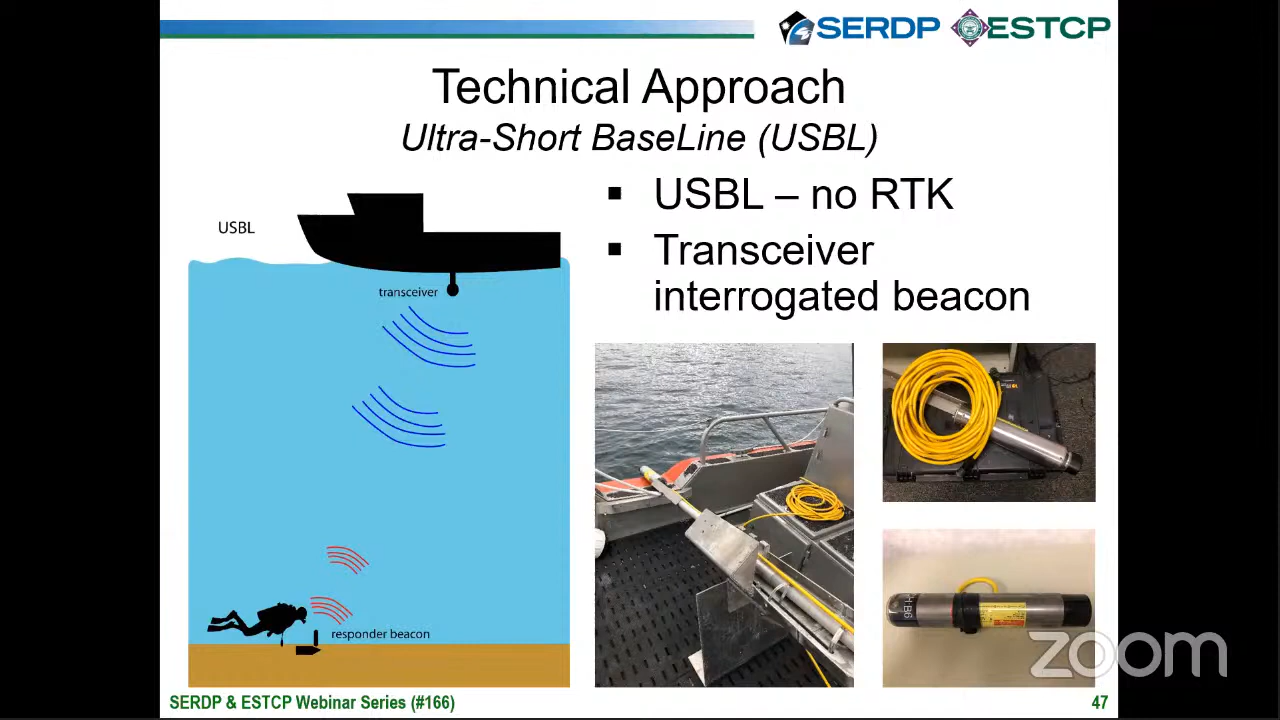 SERDP ESTCP
Technical Approach
Ultra-Short BaseLine (USBL)
▪ USBL – no RTK
▪ Transceiver
interrogated beacon
USBL
transceiver
responder beacon
zoom
SERDP & ESTCP Webinar Series (#166)
47